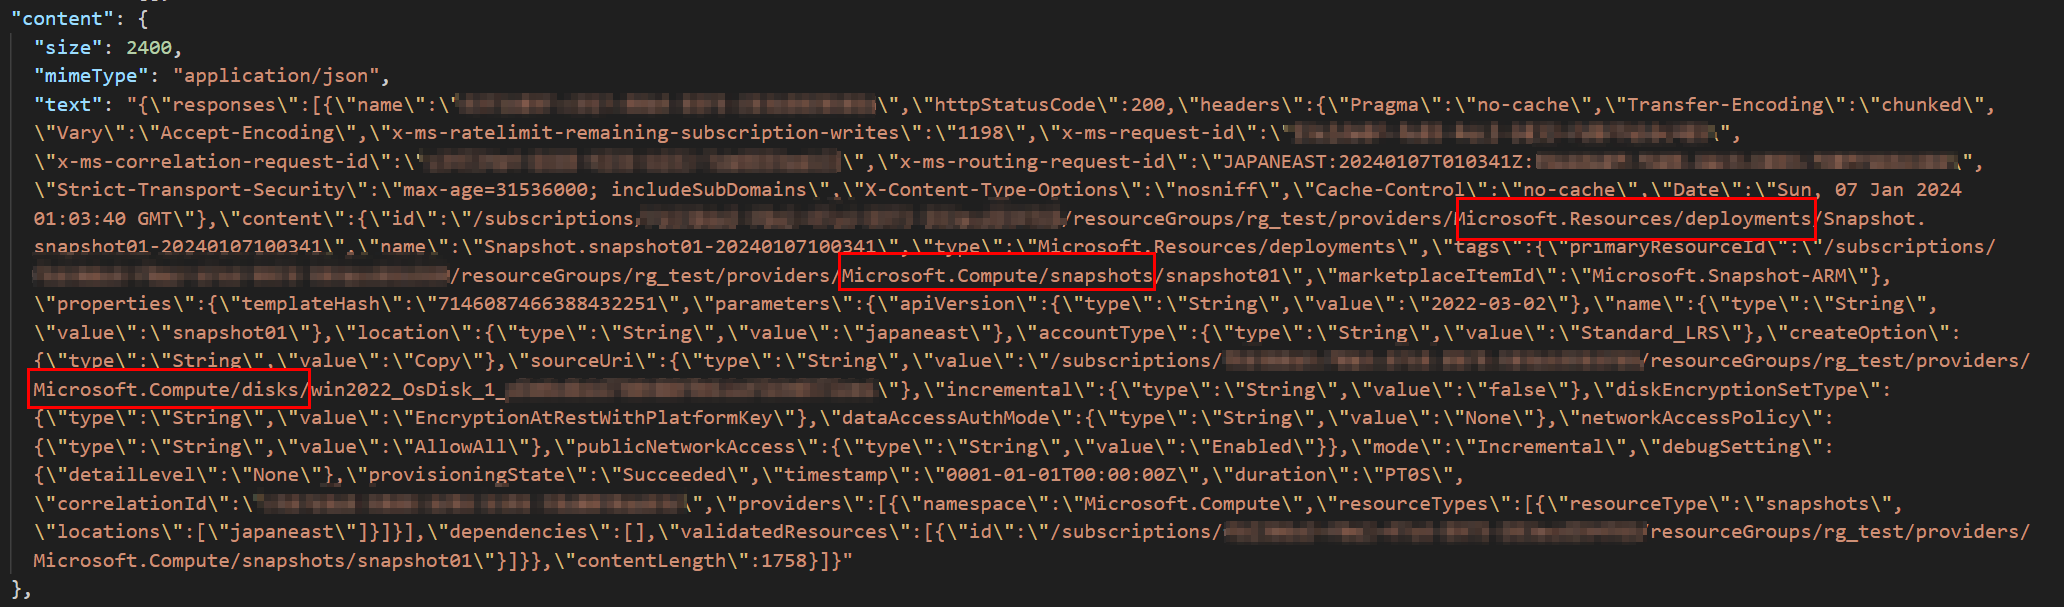 "content": {
"size": 2400,
"mimeType": "application/json",
"text": "{\"responses\":[{\"name\":\"\",\"httpStatusCode\":200,\"headers\":{\"Pragma\":\"no-cache\",\"Transfer-Encoding\":\"chunked\",
\"Vary\":\"Accept-Encoding\",\"x-ms-ratelimit-remaining-subscription-writes\":\"1198\",\"x-ms-request-id\":\"\",
\"x-ms-correlation-request-id\":\"\",\"x-ms-routing-request-id\":\"JAPANEAST:20240107T010341Z:\",
\"Strict-Transport-Security\":\"max-age=31536000; includeSubDomains\",\"X-Content-Type-Options\":\"nosniff\",\"Cache-Control\":\"no-cache\",\"Date\":\"Sun, 07 Jan 2024
01:03:40 GMT\"},\"content\":{\"id\":\"/subscriptions/resourceGroups/rg_test/providers/Microsoft.Resources/deployments/Snapshot.
snapshot01-20240107100341\",\"name\":\"Snapshot.snapshot01-20240107100341\",\"type\":\"Microsoft.Resources/deployments\",\"tags\":{\"primaryResourceId\":\"/subscriptions/
/resourceGroups/rg_test/providers/Microsoft.Compute/snapshots/snapshot01\",\"marketplaceItemId\":\"Microsoft.Snapshot-ARM\"},
\"properties\":{\"templateHash\":\"7146087466388432251\",\"parameters\":{\"apiVersion\":{\"type\":\"String\",\"value\":\"2022-03-02\"},\"name\":{\"type\":\"String\",
\"value\":\"snapshot01\"},\"location\":{\"type\":\"String\",\"value\":\"japaneast\"},\"accountType\":{\"type\":\"String\",\"value\":\"Standard_LRS\"},\"createOption\":
{\"type\":\"String\",\"value\":\"Copy\"},\"sourceUri\":{\"type\":\"String\",\"value\":\"/subscriptions//resourceGroups/rg_test/providers/
Microsoft.Compute/disks/win2022_OsDisk_1_\"},\"incremental\":{\"type\":\"String\",\"value\":\"false\"},\"diskEncryptionSetType\":
{\"type\":\"String\",\"value\":\"EncryptionAtRestWithPlatformKey\"},\"dataAccessAuthMode\":{\"type\":\"String\",\"value\":\"None\"},\"networkAccessPolicy\":
{\"type\":\"String\",\"value\":\"AllowAll\"},\"publicNetworkAccess\":{\"type\":\"String\",\"value\":\"Enabled\"}},\"mode\":\"Incremental\",\"debugSetting\":
{\"detailLevel\":\"None\"},\"provisioningState\":\"Succeeded\",\"timestamp\":\"0001-01-01T00:00:00Z\",\"duration\":\"PT0S\",
\"correlationId\":\"\",\"providers\":[{\"namespace\":\"Microsoft.Compute\",\"resourceTypes\":[{\"resourceType\":\"snapshots\",
\"locations\":[\"japaneast\"]}]}],\"dependencies\":[],\"validatedResources\":[{\"id\":\"/subscriptions//resourceGroups/rg_test/providers/
Microsoft.Compute/snapshots/snapshot01\"}]}},\"contentLength\":1758}]}"
},